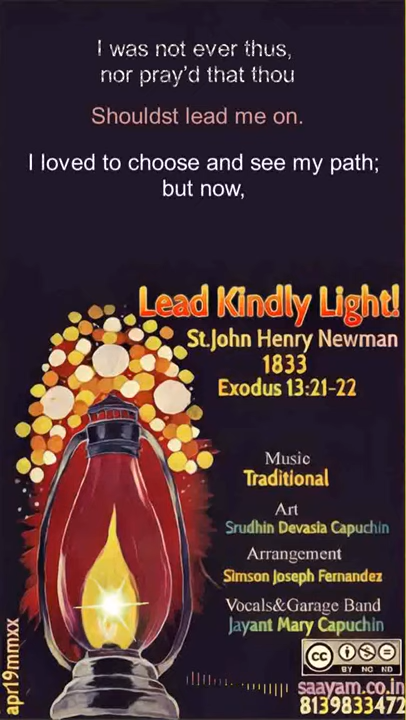 I was not ever thus,
nor pray'd that thou
Shouldst lead me on.
I loved to choose and see my path;
but now,
Lead Kindly Light!
St.John Henry Newman
1833
Exodus 13:21-22
Music
Traditional
Art
Srudhin Devasia Capuchin
Arrangement
Simson Joseph Fernandez
Vocals&Garage Band
Jayant Mary Capuchin
cc
BY NC ND
saayam.co.in
8139833472
apr19mmxx